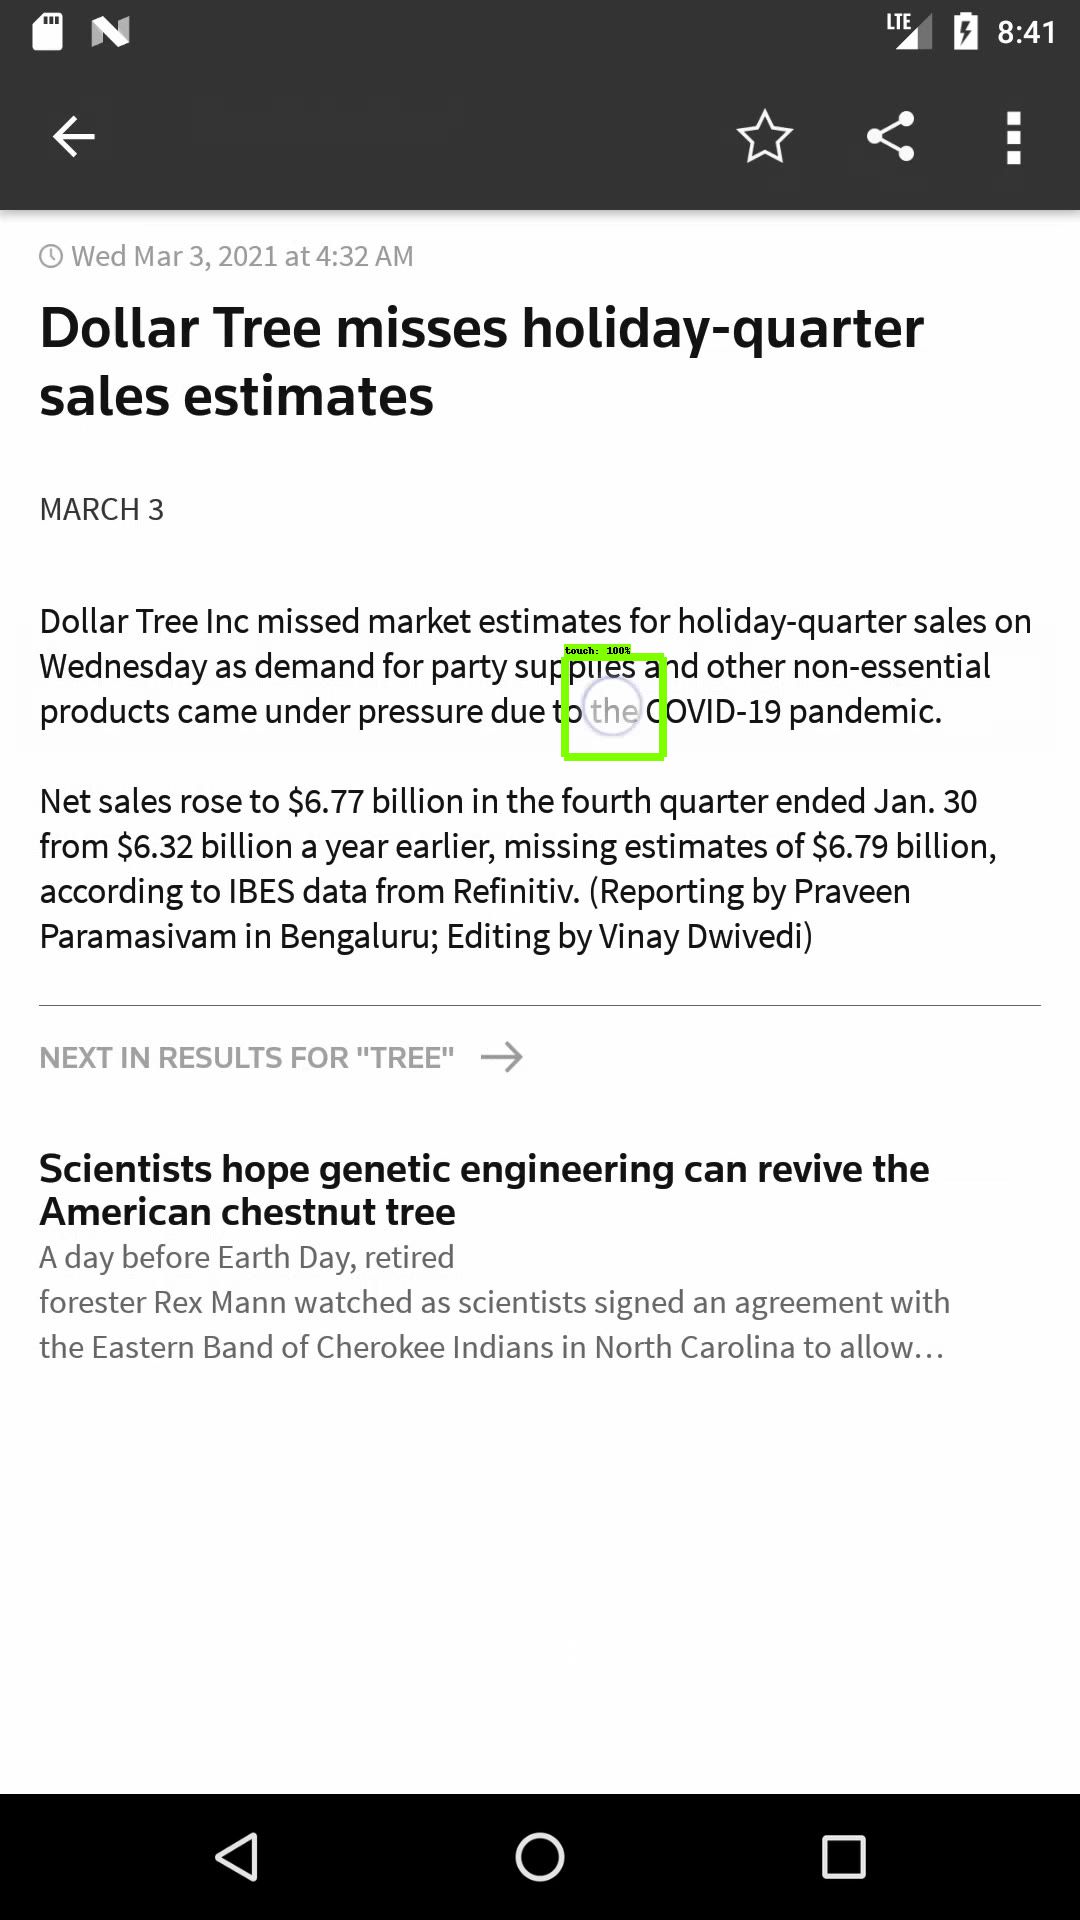 LTE 8:41
Wed Mar 3, 2021 at 4:32 AM
Dollar Tree misses holiday-quarter
sales estimates
MARCH 3
Dollar Tree Inc missed market estimates for holiday-quarter sales on
touch: 100%
Wednesday as demand for party supplies and other non-essential
products came under pressure due to the COVID-19 pandemic.
Net sales rose to $6.77 billion in the fourth quarter ended Jan. 30
from $6.32 billion a year earlier, missing estimates of $6.79 billion,
according to IBES data from Refinitiv. (Reporting by Praveen
Paramasivam in Bengaluru; Editing by Vinay Dwivedi)
NEXT IN RESULTS FOR "TREE"
Scientists hope genetic engineering can revive the
American chestnut tree
A day before Earth Day, retired
forester Rex Mann watched as scientists signed an agreement with
the Eastern Band of Cherokee Indians in North Carolina to allow…